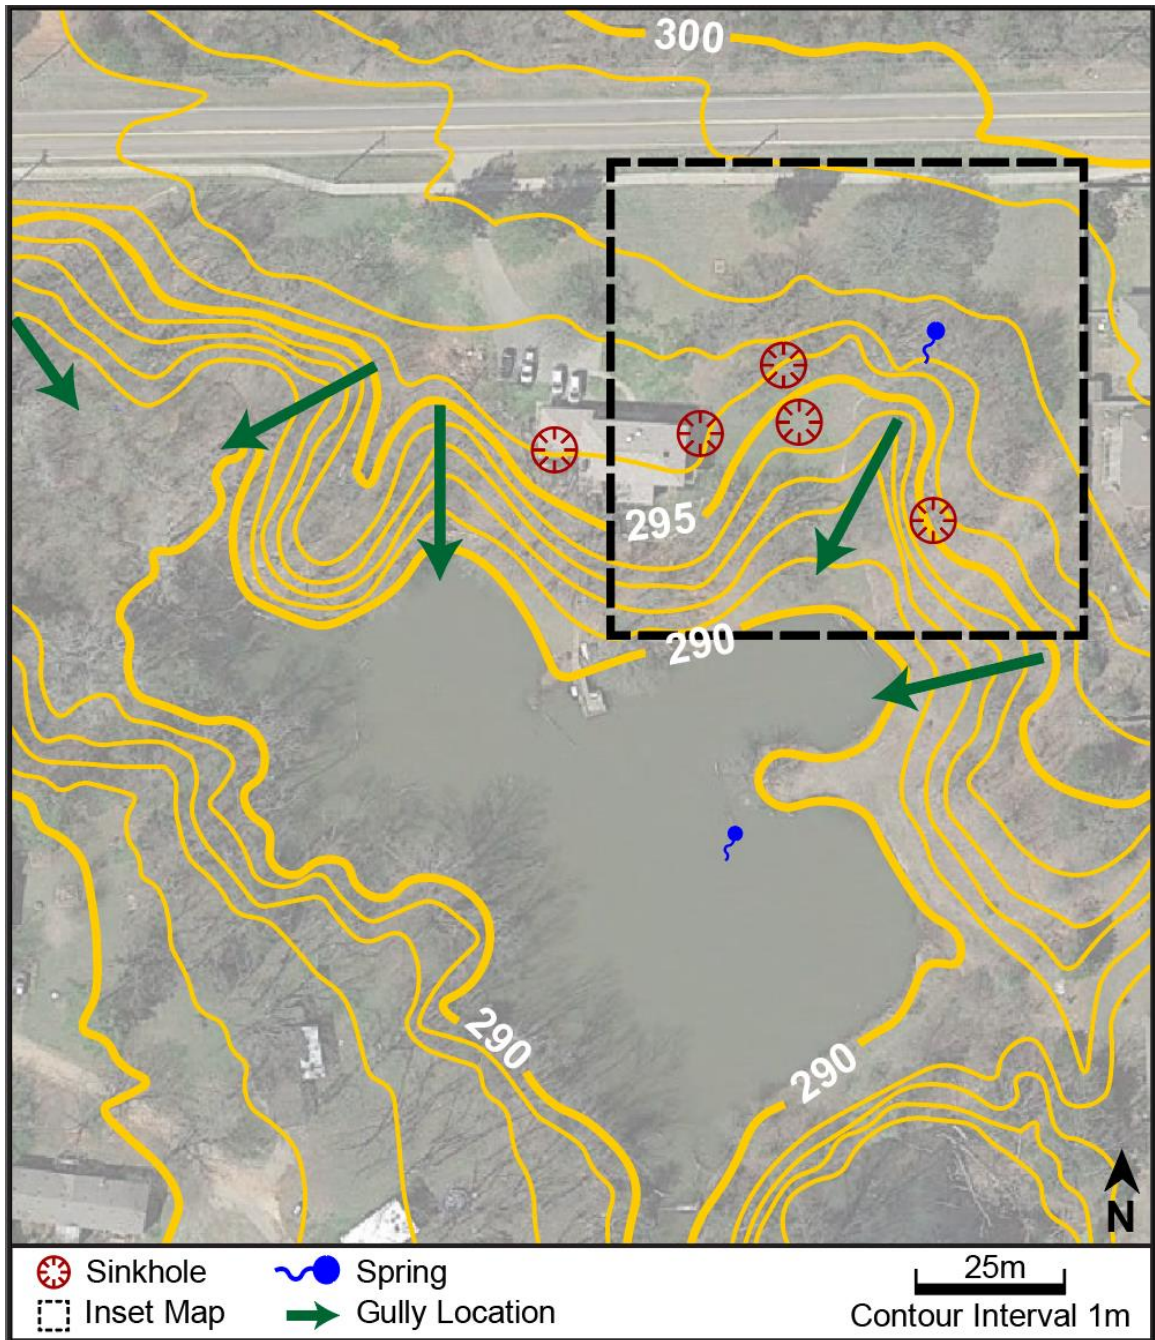 300
295
290
290
290
N
Sinkhole
Spring
25m
Inset Map
Gully Location
Contour Interval 1m